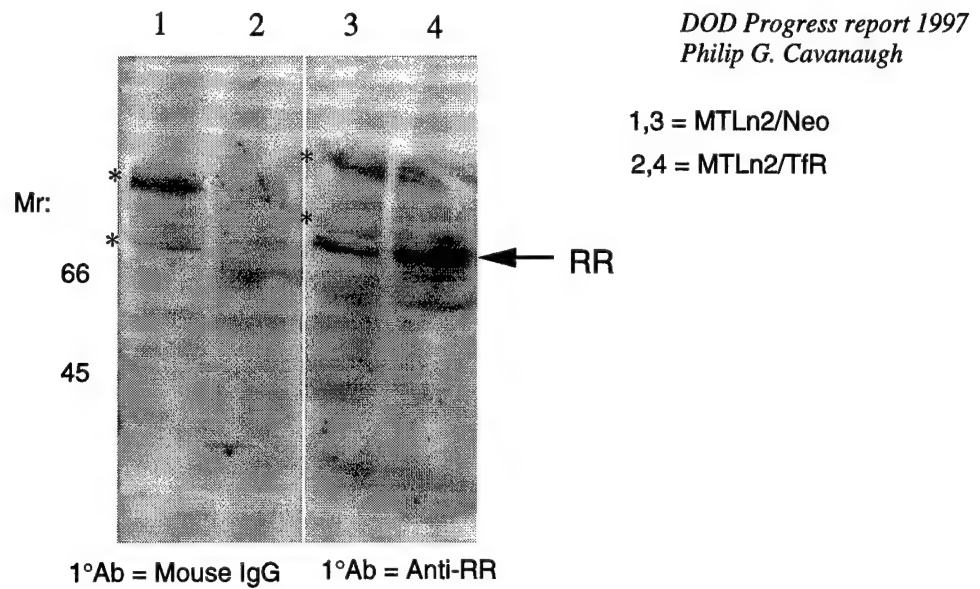 1 2 3 4
DOD Progress report 1997
Philip G. Cavanaugh
1,3 = MTLn2/Neo
2,4 = MTLn2/TfR
*
*
Mr:
*
*
66
RR
45
1°Ab = Mouse IgG 1°Ab = Anti-RR